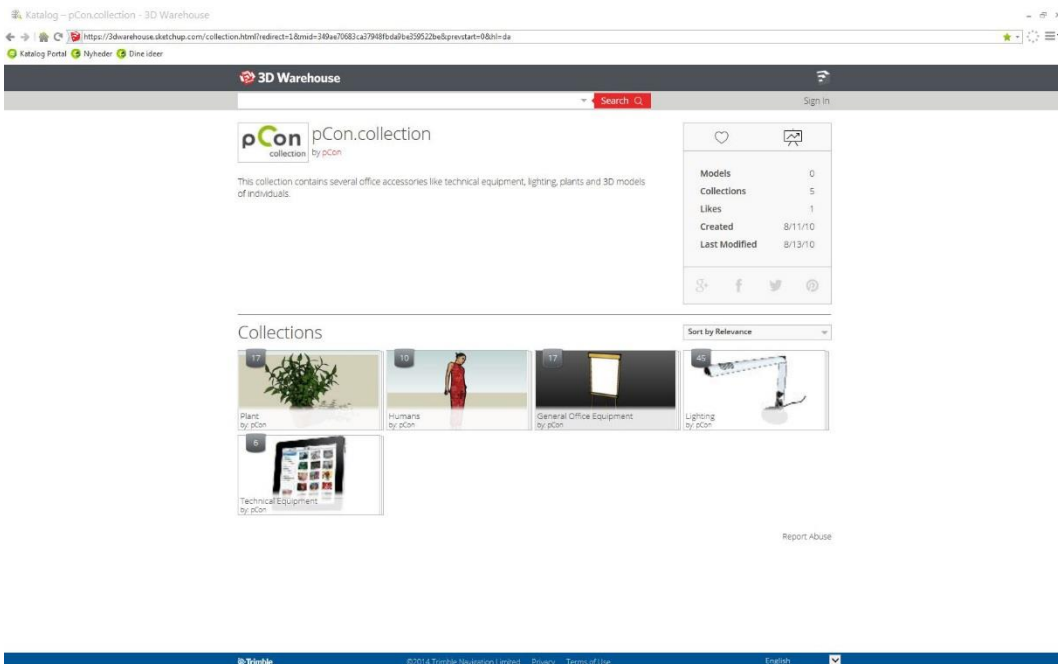 Katalog – pCon.collection - 3D Warehouse
https://3dwarehouse.sketchup.com/collection.html?redirect=1&mid=349ae70683ca37948fbda9be359522be&prevstart=0&hl=da
Katalog Portal Nyheder Dine ideer
3D Warehouse
Search
Sign In
pCon
collection
pCon.collection
by pCon
This collection contains several office accessories like technical equipment, lighting, plants and 3D models
of individuals.
Models 0
Collections 5
Likes 1
Created 8/11/10
Last Modified 8/13/10
Collections
Sort by Relevance
17
Plant
by: pCon
10
Humans
by: pCon
17
General Office Equipment
by: pCon
45
Lighting
by: pCon
6
Technical Equipment
by: pCon
Report Abuse
Trimble
©2014 Trimble Navigation Limited Privacy Terms of Use
English